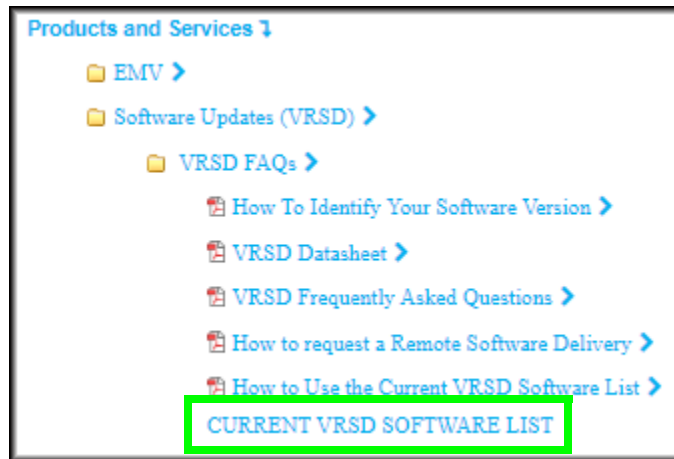 Products and Services ↴
EMV >
Software Updates (VRSD) >
VRSD FAQs >
How To Identify Your Software Version >
VRSD Datasheet >
VRSD Frequently Asked Questions >
How to request a Remote Software Delivery >
How to Use the Current VRSD Software List >
CURRENT VRSD SOFTWARE LIST